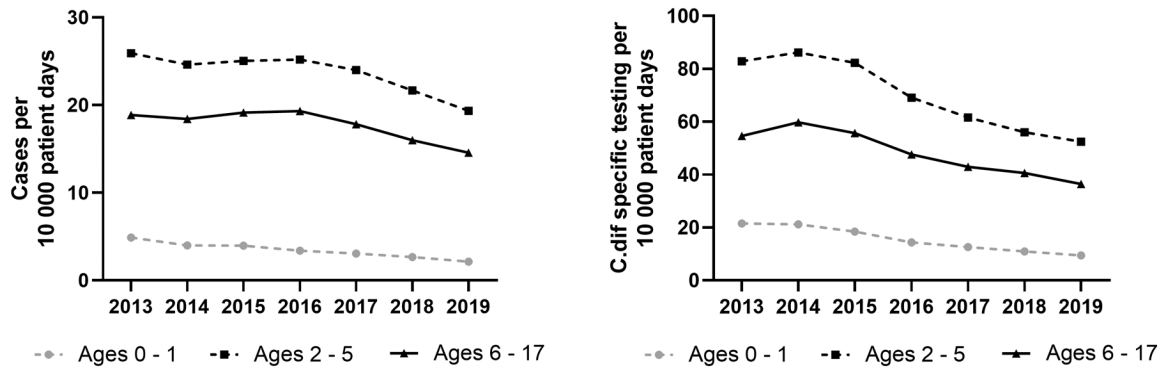 Cases per
10 000 patient days
30
20
10
0
2013 2014 2015 2016 2017 2018 2019
Ages 0 - 1 Ages 2 - 5 Ages 6 - 17
C.dif specific testing per
10 000 patient days
100
80
60
40
20
0
2013 2014 2015 2016 2017 2018 2019
Ages 0 - 1 Ages 2 - 5 Ages 6 - 17